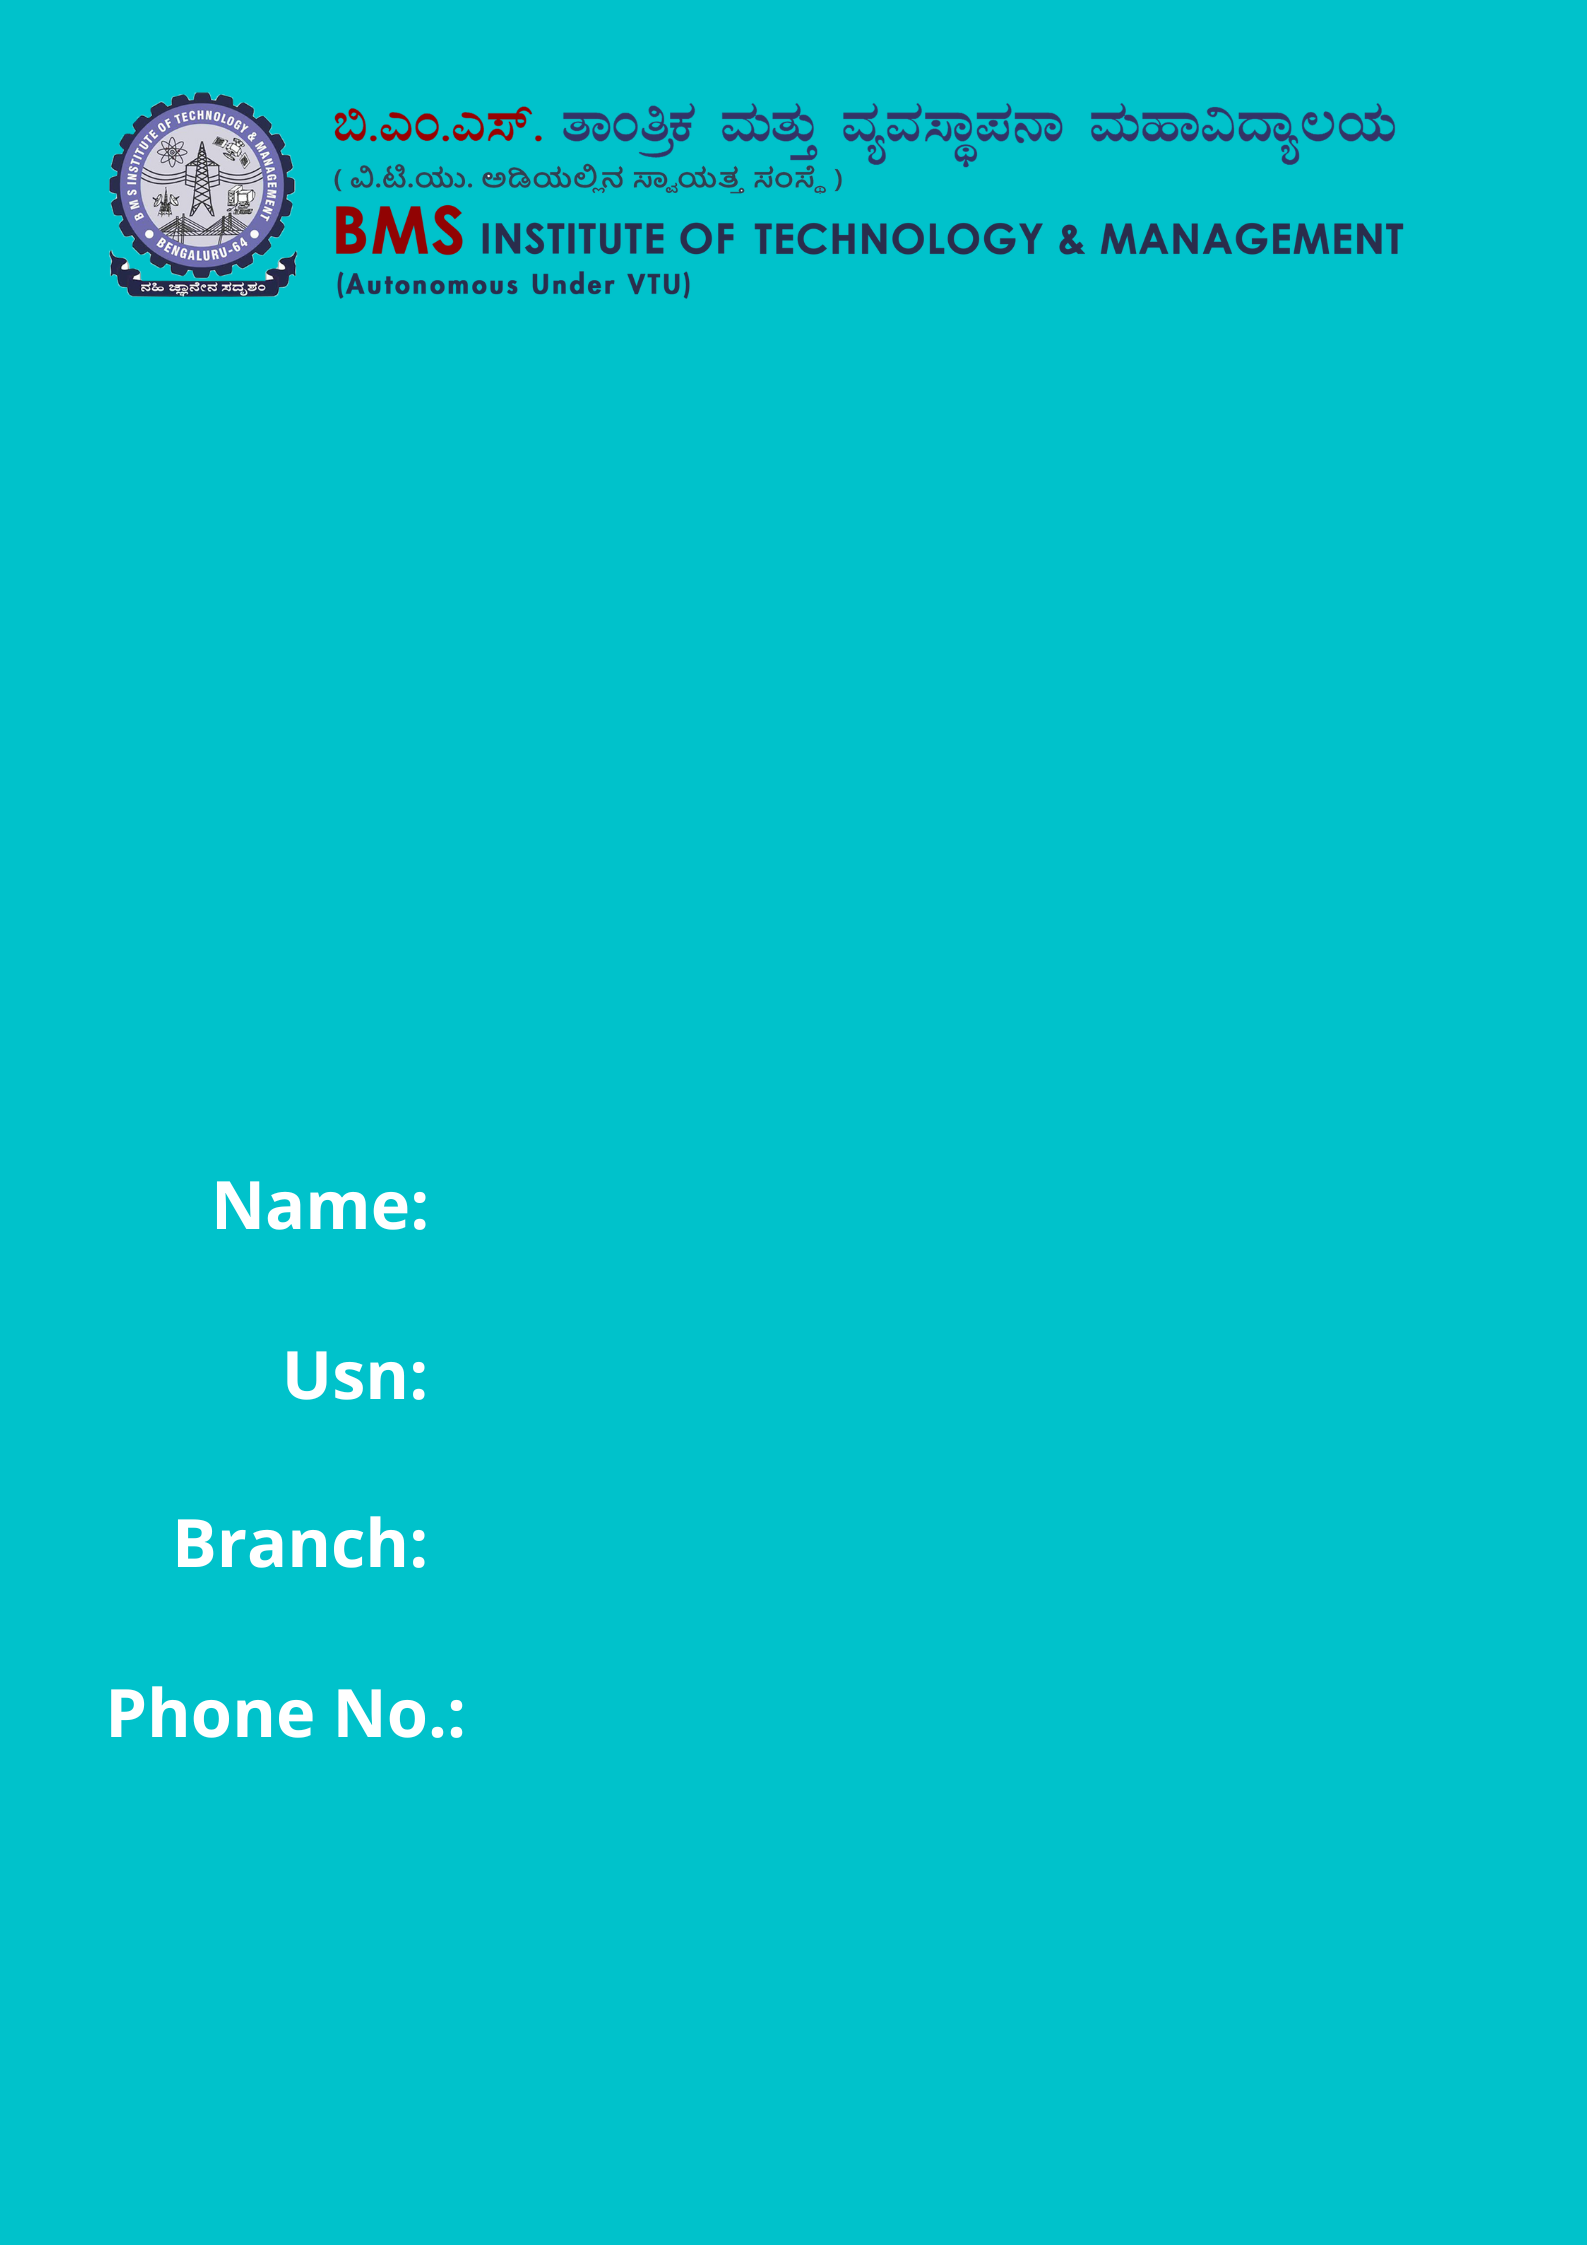 B M S INSTITUTE OF TECHNOLOGY & MANAGEMENT
BENGALURU-64
ನಹಿ ಜ್ಞಾನೇನ ಸದೃಶಂ
ಬಿ.ಎಂ.ಎಸ್. ತಾಂತ್ರಿಕ ಮತ್ತು ವ್ಯವಸ್ಥಾಪನಾ ಮಹಾವಿದ್ಯಾಲಯ
( ವಿ.ಟಿ.ಯು. ಅಡಿಯಲ್ಲಿನ ಸ್ವಾಯತ್ತ ಸಂಸ್ಥೆ )
BMS INSTITUTE OF TECHNOLOGY & MANAGEMENT
(Autonomous Under VTU)
Name:
Usn:
Branch:
Phone No.: